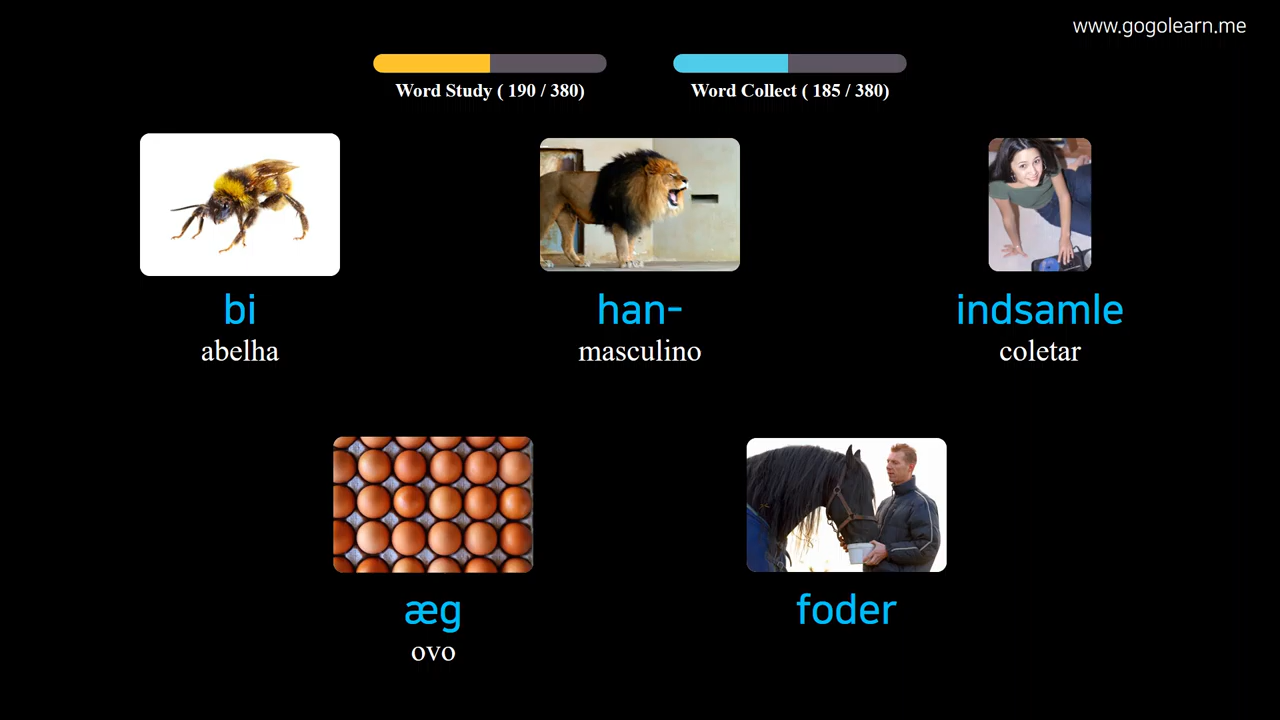 www.gogolearn.me
Word Study ( 190 / 380)
Word Collect ( 185 / 380)
bi
abelha
han-
masculino
indsamle
coletar
æg
ovo
foder